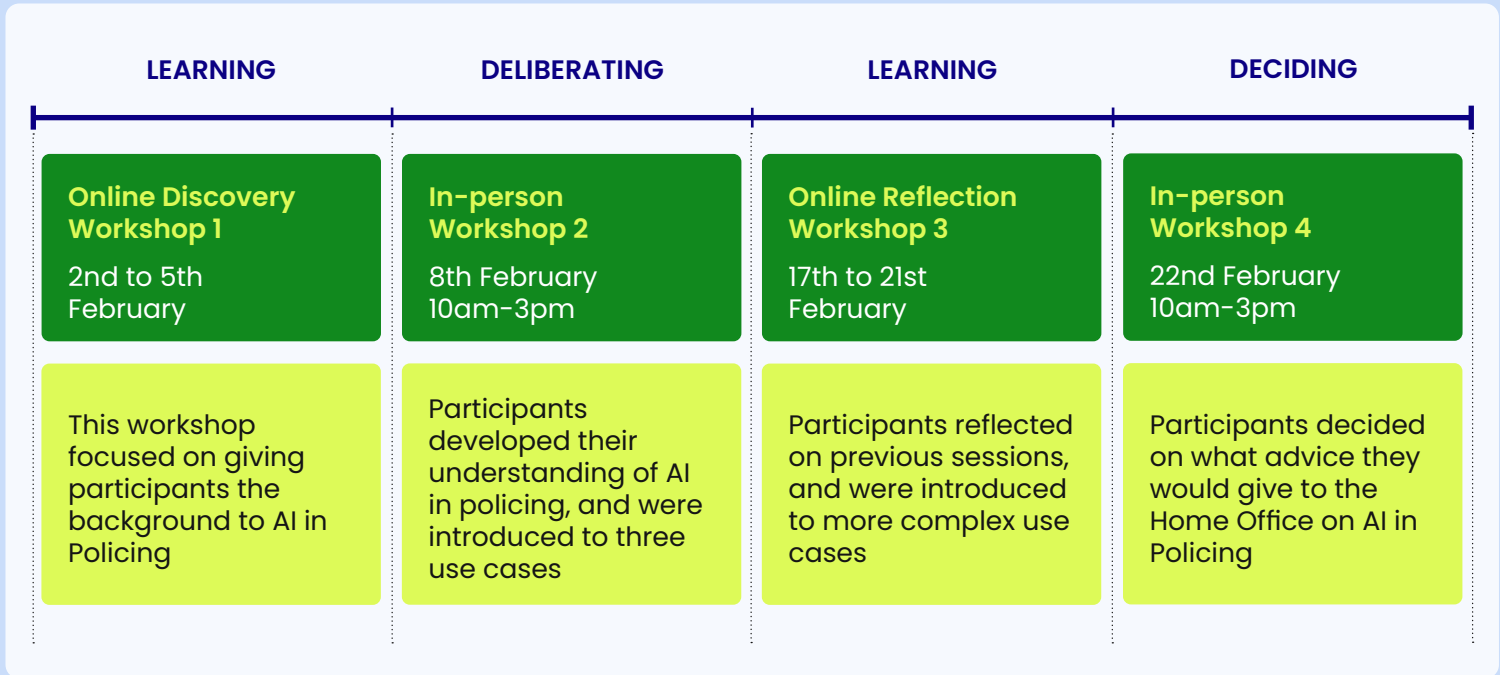 LEARNING
DELIBERATING
LEARNING
DECIDING
Online Discovery
Workshop 1
2nd to 5th
February
In-person
Workshop 2
8th February
10am-3pm
Online Reflection
Workshop 3
17th to 21st
February
In-person
Workshop 4
22nd February
10am-3pm
This workshop
focused on giving
participants the
background to AI in
Policing
Participants
developed their
understanding of AI
in policing, and were
introduced to three
use cases
Participants reflected
on previous sessions,
and were introduced
to more complex use
cases
Participants decided
on what advice they
would give to the
Home Office on AI in
Policing